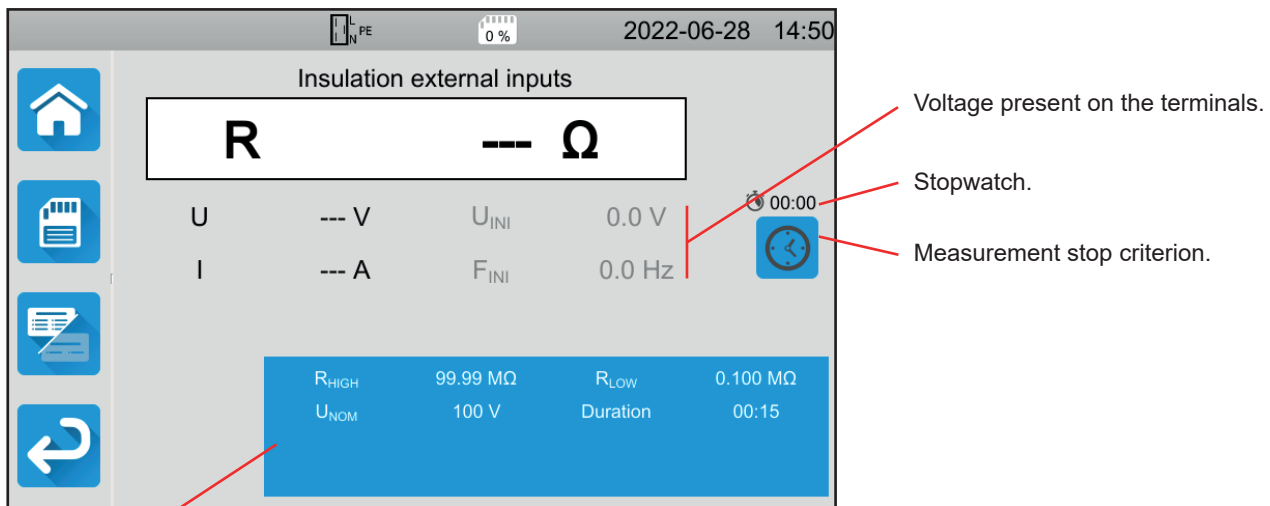 L
N PE
0 %
2022-06-28 14:50
Insulation external inputs
R --- Ω
Voltage present on the terminals.
Stopwatch.
00:00
U --- V UINI 0.0 V
Measurement stop criterion.
I --- A FINI 0.0 Hz
RHIGH 99.99 MΩ RLOW 0.100 MΩ
UNOM 100 V Duration 00:15